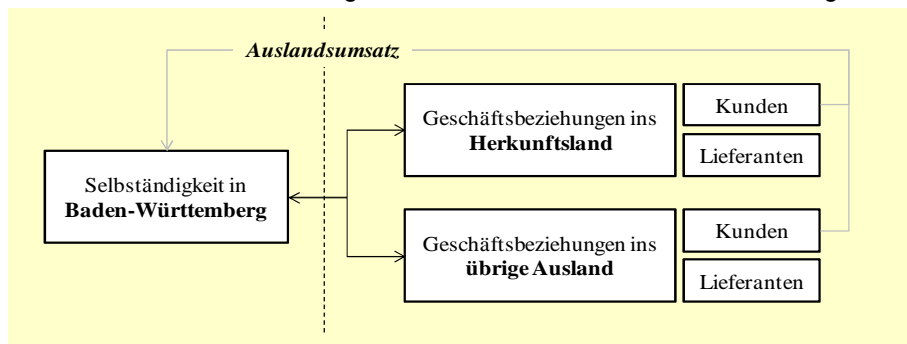 Auslandsumsatz
Geschäftsbeziehungen ins
Herkunftsland
Kunden
Lieferanten
Selbständigkeit in
Baden-Württemberg
Geschäftsbeziehungen ins
übrige Ausland
Kunden
Lieferanten